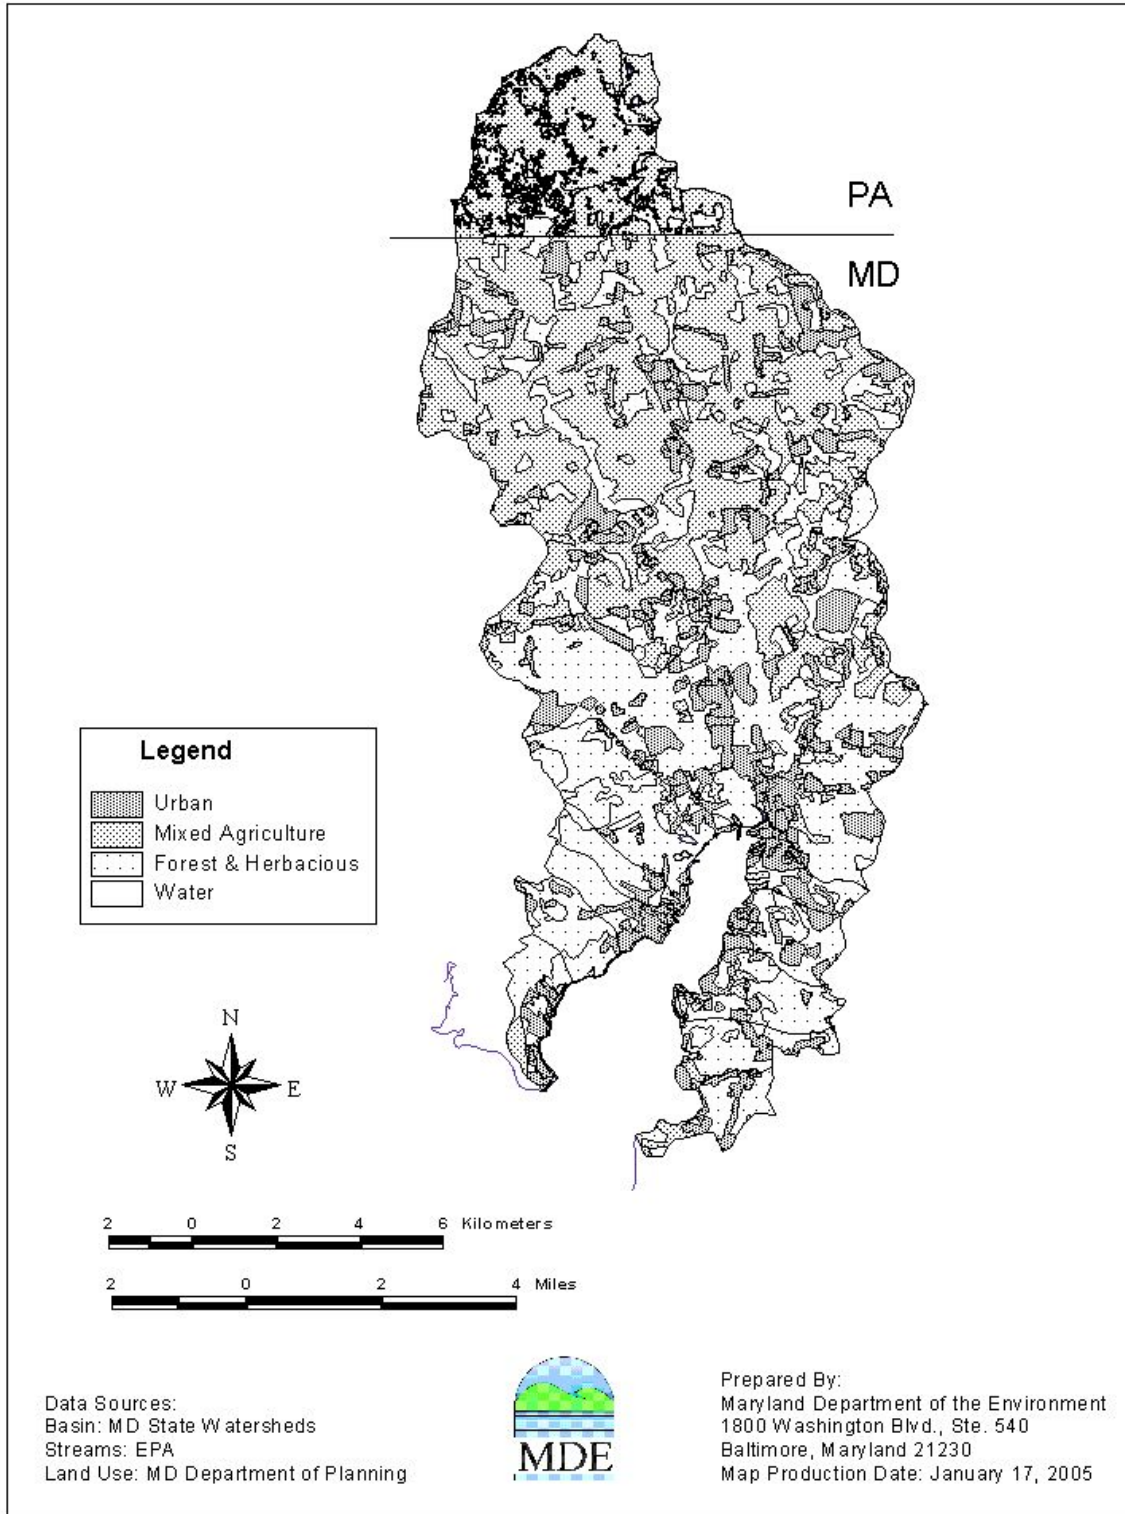 PA
MD
Legend
Urban
Mixed Agriculture
Forest & Herbacious
Water
N
W E
S
2 0 2 4 6 Kilometers
2 0 2 4 Miles
Data Sources:
Basin: MD State Watersheds
Streams: EPA
Land Use: MD Department of Planning
MDE
Prepared By:
Maryland Department of the Environment
1800 Washington Blvd., Ste. 540
Baltimore, Maryland 21230
Map Production Date: January 17, 2005